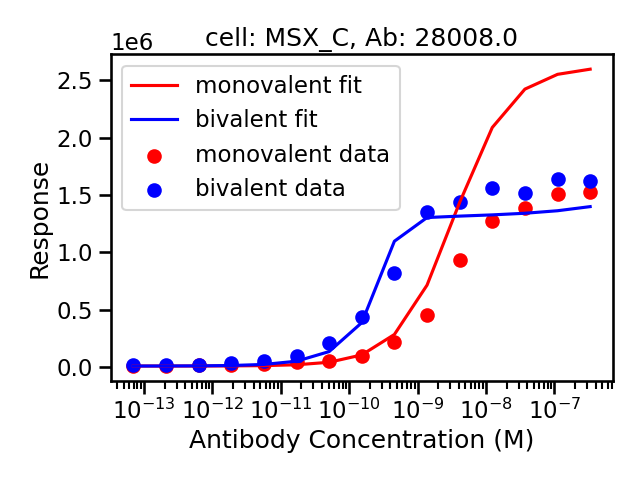 cell: MSX_C, Ab: 28008.0
1e6
monovalent fit
bivalent fit
monovalent data
bivalent data
2.5
2.0
1.5
1.0
0.5
0.0
Response
10⁻¹³ 10⁻¹² 10⁻¹¹ 10⁻¹⁰ 10⁻⁹ 10⁻⁸ 10⁻⁷
Antibody Concentration (M)